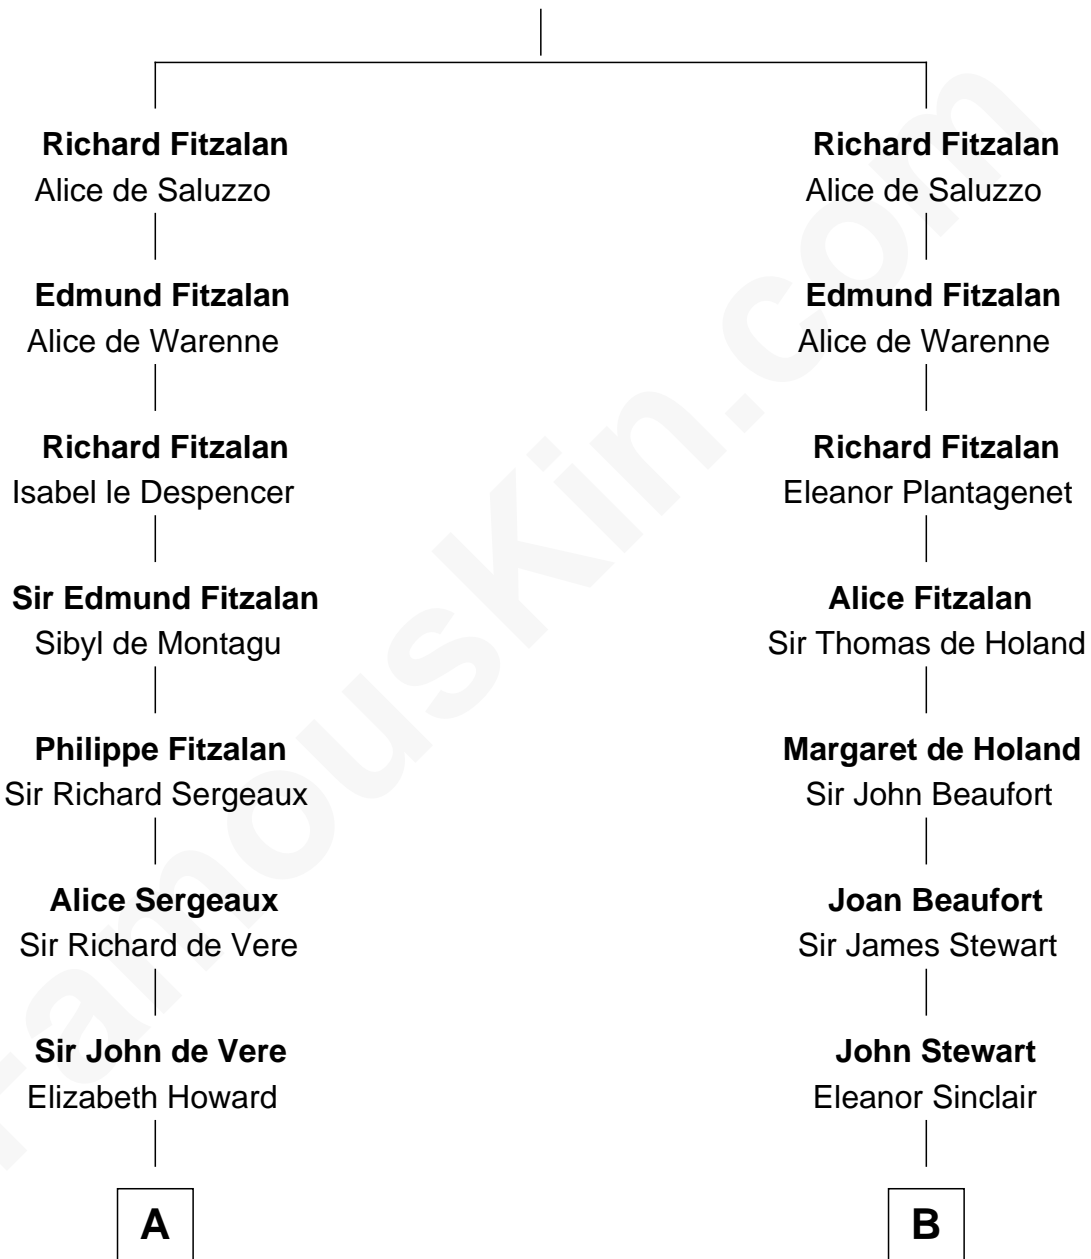 Richard Fitzalan
Alice de Saluzzo
Edmund Fitzalan
Alice de Warenne
Richard Fitzalan
Isabel le Despencer
Sir Edmund Fitzalan
Sibyl de Montagu
Philippe Fitzalan
Sir Richard Sergeaux
Alice Sergeaux
Sir Richard de Vere
Sir John de Vere
Elizabeth Howard
A
Richard Fitzalan
Alice de Saluzzo
Edmund Fitzalan
Alice de Warenne
Richard Fitzalan
Eleanor Plantagenet
Alice Fitzalan
Sir Thomas de Holand
Margaret de Holand
Sir John Beaufort
Joan Beaufort
Sir James Stewart
John Stewart
Eleanor Sinclair
B
FamousKin.com